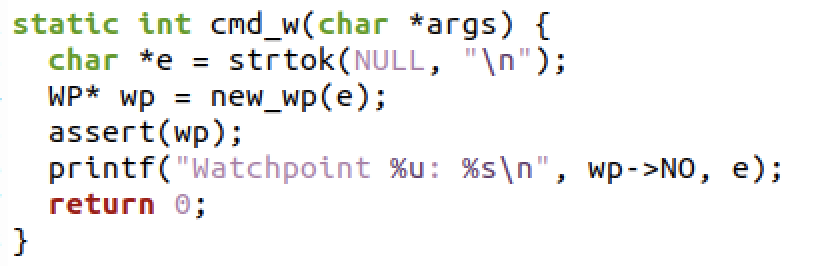 static int cmd_w(char *args) {
  char *e = strtok(NULL, "\n");
  WP* wp = new_wp(e);
  assert(wp);
  printf("Watchpoint %u: %s\n", wp->NO, e);
  return 0;
}